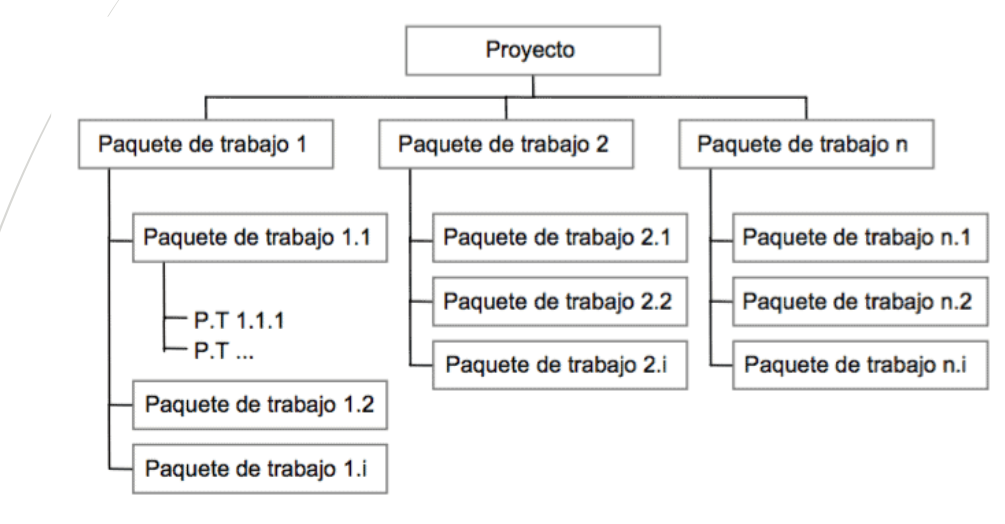 Proyecto
Paquete de trabajo 1
Paquete de trabajo 2
Paquete de trabajo n
Paquete de trabajo 1.1
P.T 1.1.1
P.T ...
Paquete de trabajo 1.2
Paquete de trabajo 1.i
Paquete de trabajo 2.1
Paquete de trabajo 2.2
Paquete de trabajo 2.i
Paquete de trabajo n.1
Paquete de trabajo n.2
Paquete de trabajo n.i